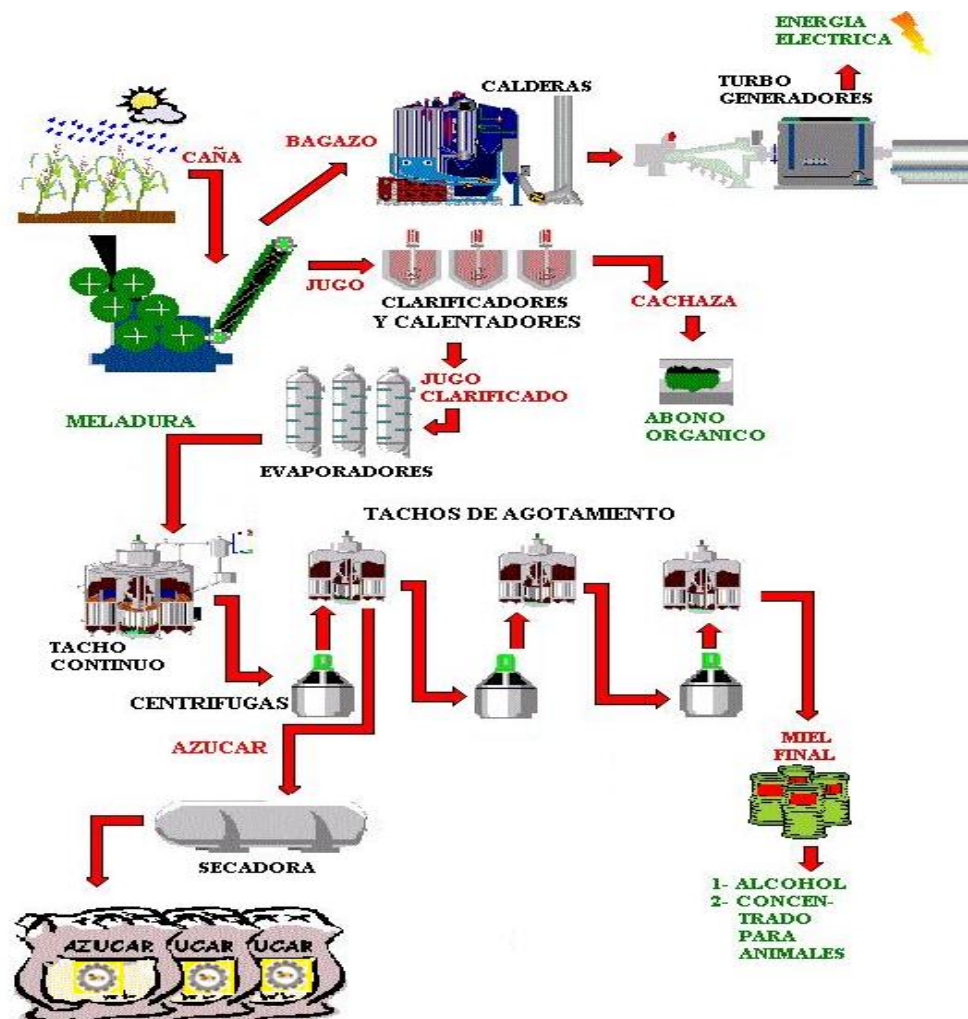 ENERGIA
ELECTRICA
CALDERAS
TURBO
GENERADORES
BAGAZO
CAÑA
JUGO
CLARIFICADORES
Y CALENTADORES
CACHAZA
JUGO
CLARIFICADO
ABONO
ORGANICO
MELADURA
EVAPORADORES
TACHOS DE AGOTAMIENTO
TACHO
CONTINUO
CENTRIFUGAS
AZUCAR
MIEL
FINAL
SECADORA
1- ALCOHOL
2- CONCEN-
TRADO
PARA
ANIMALES
AZUCAR UCAR UCAR